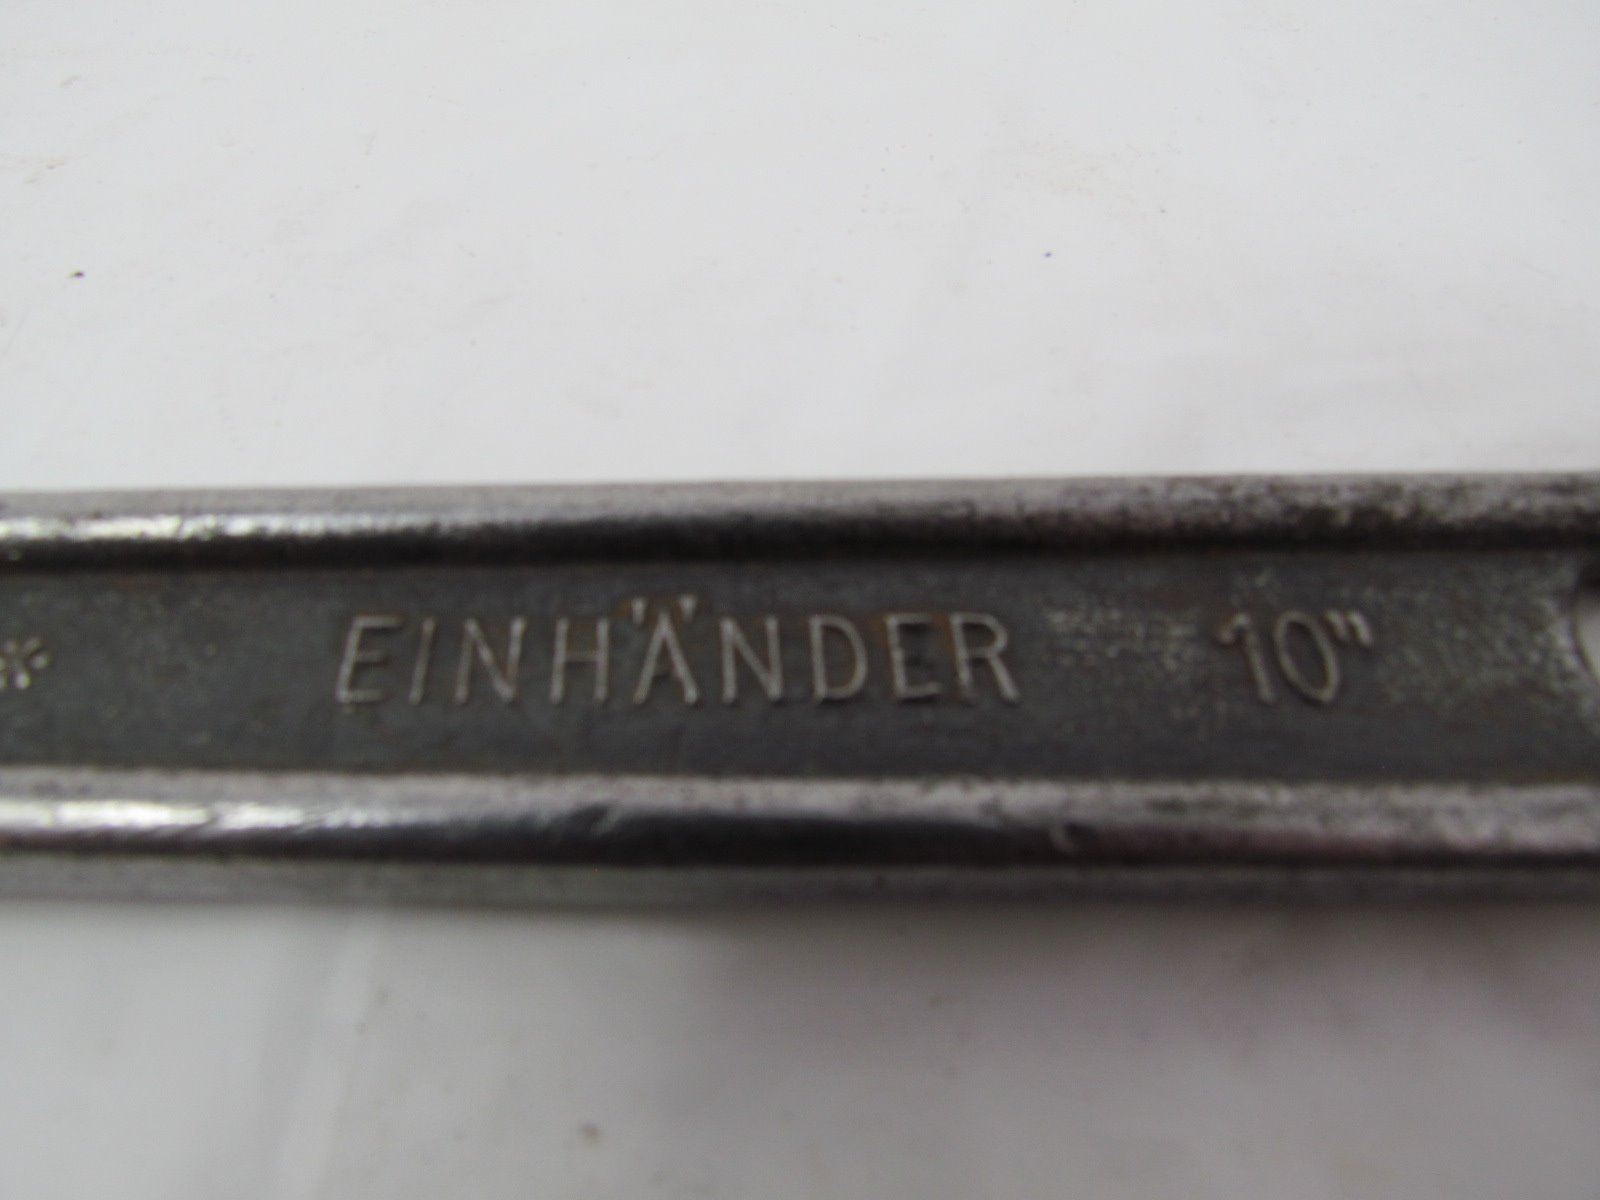 * EINHÄNDER 10"